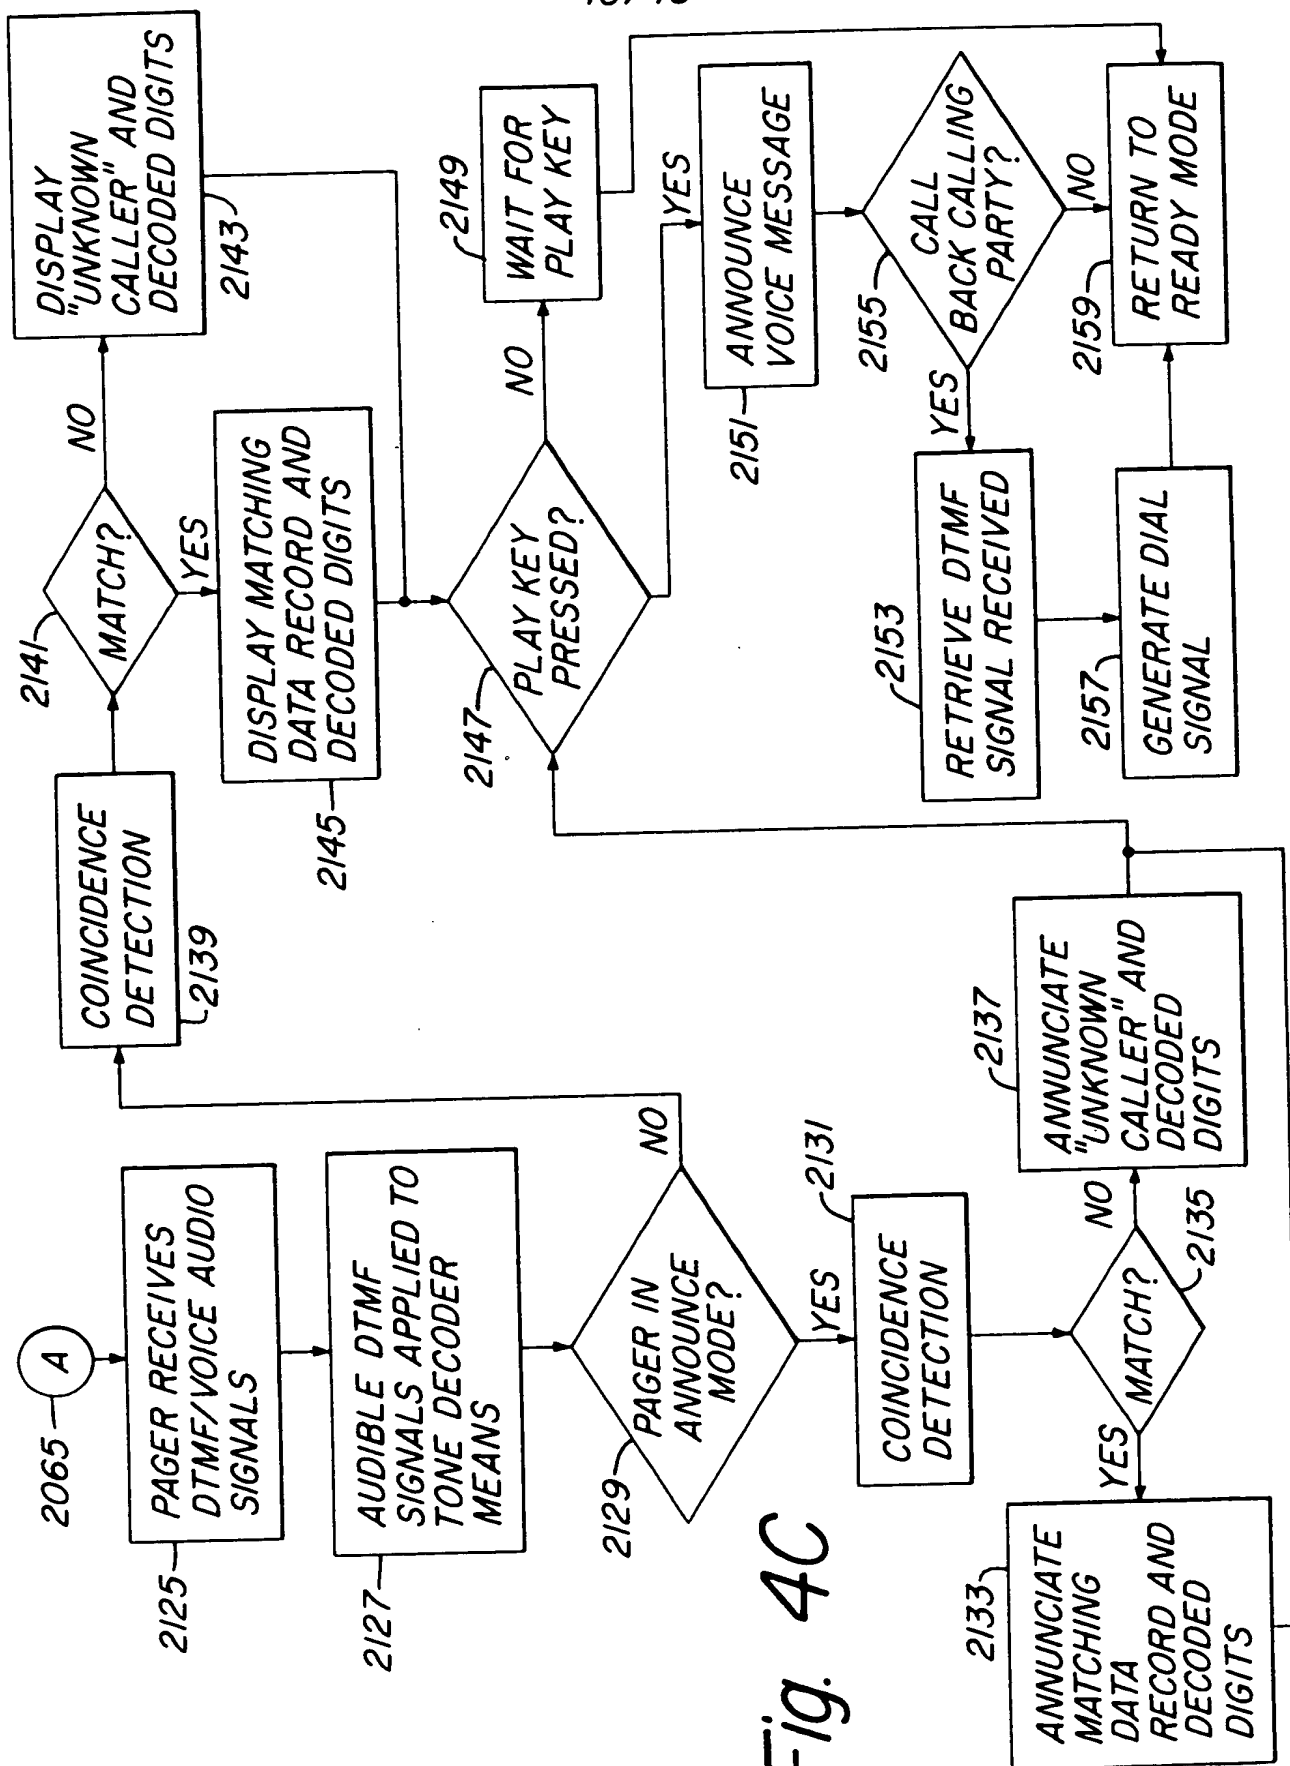 2065
A
2125
PAGER RECEIVES
DTMF/VOICE AUDIO
SIGNALS
2127
AUDIBLE DTMF
SIGNALS APPLIED TO
TONE DECODER
MEANS
2129
PAGER IN
ANNOUNCE
MODE?
NO
YES
2131
COINCIDENCE
DETECTION
MATCH?
2135
YES
NO
2133
ANNUNCIATE
MATCHING
DATA
RECORD AND
DECODED
DIGITS
2137
ANNUNCIATE
"UNKNOWN
CALLER" AND
DECODED
DIGITS
COINCIDENCE
DETECTION
2139
2141
MATCH?
NO
YES
DISPLAY
"UNKNOWN
CALLER" AND
DECODED DIGITS
2143
DISPLAY MATCHING
DATA RECORD AND
DECODED DIGITS
2145
2147
PLAY KEY
PRESSED?
NO
YES
2149
WAIT FOR
PLAY KEY
ANNOUNCE
VOICE MESSAGE
2151
2155
CALL
BACK CALLING
PARTY?
YES
NO
2153
RETRIEVE DTMF
SIGNAL RECEIVED
2157
GENERATE DIAL
SIGNAL
2159
RETURN TO
READY MODE
Fig. 4C